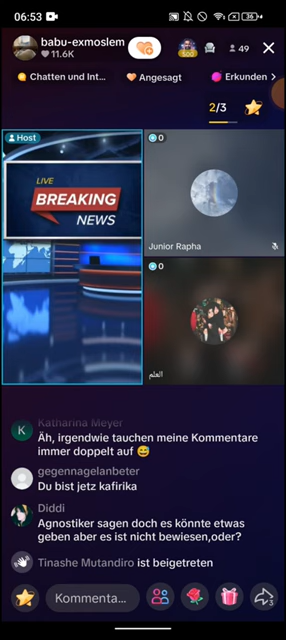 06:53
36
babu-exmoslem
11.6K
500
49
Chatten und Int...
Angesagt
Erkunden
2/3
Host
LIVE
BREAKING
NEWS
0
Junior Rapha
0
العلم
Katharina Meyer
K
Äh, irgendwie tauchen meine Kommentare
immer doppelt auf 😅
gegennagelanbeter
Du bist jetz kafirika
Diddi
Agnostiker sagen doch es könnte etwas
geben aber es ist nicht bewiesen,oder?
Tinashe Mutandiro ist beigetreten
Kommenta...
3